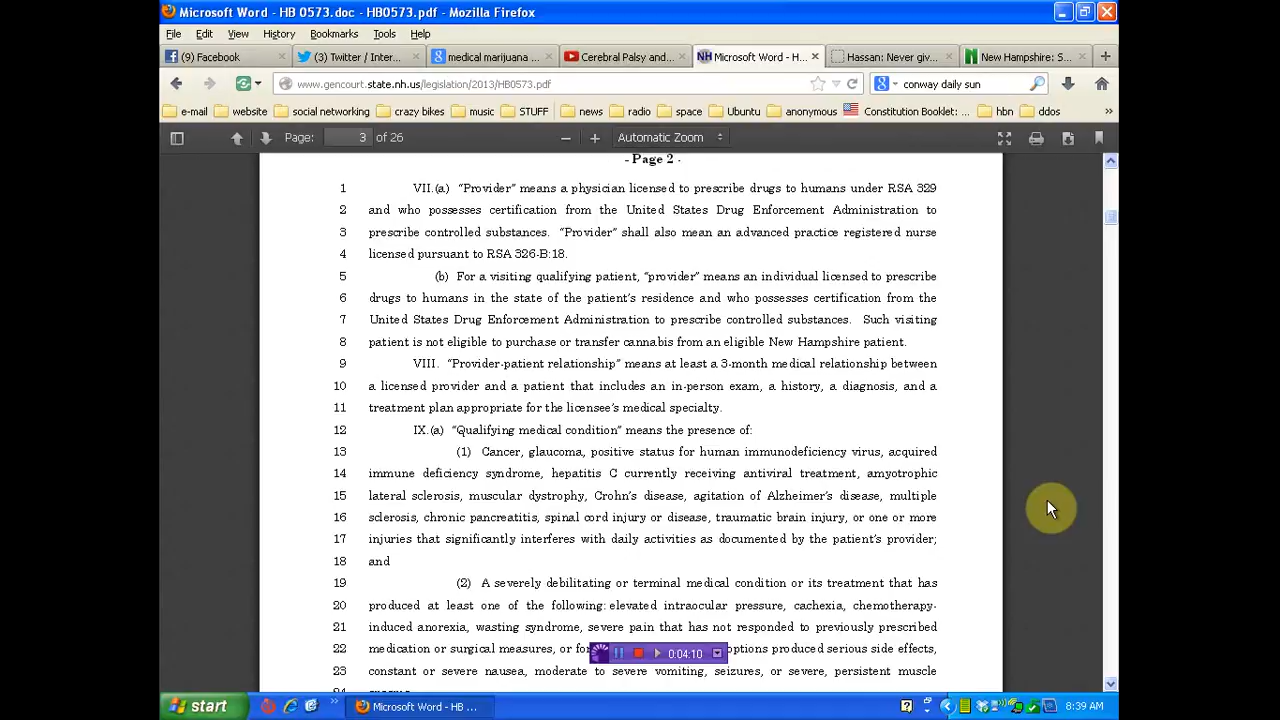 Microsoft Word - HB 0573.doc - HB0573.pdf - Mozilla Firefox
File Edit View History Bookmarks Tools Help
(4) Facebook
(3) Twitter / Inter...
medical marijuana ...
Cerebral Palsy and...
NH Microsoft Word - H...
Hassan: Never giv...
N New Hampshire: S...
www.gencourt.state.nh.us/legislation/2013/HB0573.pdf
conway daily sun
e-mail website social networking crazy bikes music STUFF news radio space Ubuntu anonymous Constitution Booklet: ... hbn ddos
Page: 3 of 26
Automatic Zoom
- Page 2 -
1 VII.(a) “Provider” means a physician licensed to prescribe drugs to humans under RSA 329
2 and who possesses certification from the United States Drug Enforcement Administration to
3 prescribe controlled substances. “Provider” shall also mean an advanced practice registered nurse
4 licensed pursuant to RSA 326-B:18.
5 (b) For a visiting qualifying patient, “provider” means an individual licensed to prescribe
6 drugs to humans in the state of the patient’s residence and who possesses certification from the
7 United States Drug Enforcement Administration to prescribe controlled substances. Such visiting
8 patient is not eligible to purchase or transfer cannabis from an eligible New Hampshire patient.
9 VIII. “Provider-patient relationship” means at least a 3-month medical relationship between
10 a licensed provider and a patient that includes an in-person exam, a history, a diagnosis, and a
11 treatment plan appropriate for the licensee’s medical specialty.
12 IX.(a) “Qualifying medical condition” means the presence of:
13 (1) Cancer, glaucoma, positive status for human immunodeficiency virus, acquired
14 immune deficiency syndrome, hepatitis C currently receiving antiviral treatment, amyotrophic
15 lateral sclerosis, muscular dystrophy, Crohn’s disease, agitation of Alzheimer’s disease, multiple
16 sclerosis, chronic pancreatitis, spinal cord injury or disease, traumatic brain injury, or one or more
17 injuries that significantly interferes with daily activities as documented by the patient’s provider;
18 and
19 (2) A severely debilitating or terminal medical condition or its treatment that has
20 produced at least one of the following: elevated intraocular pressure, cachexia, chemotherapy-
21 induced anorexia, wasting syndrome, severe pain that has not responded to previously prescribed
22 medication or surgical measures, or for options produced serious side effects,
0:04:10
23 constant or severe nausea, moderate to severe vomiting, seizures, or severe, persistent muscle
start
Microsoft Word - HB ...
8:39 AM